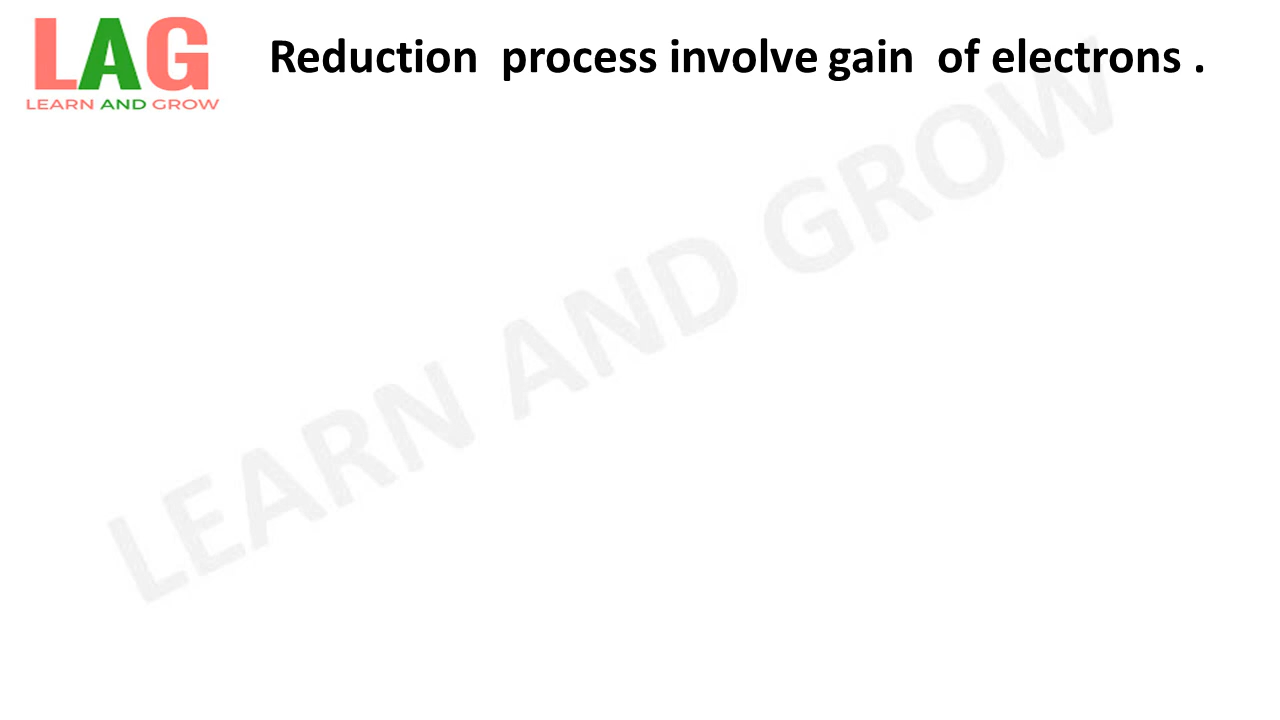 LAG
LEARN AND GROW
Reduction process involve gain of electrons .
LEARN AND GROW